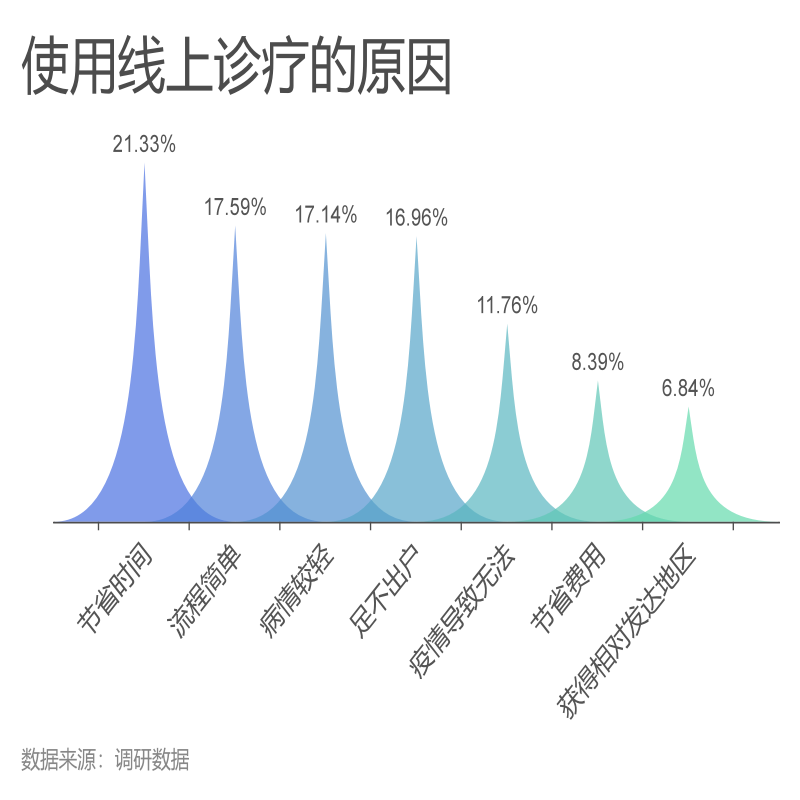 使用线上诊疗的原因
21.33%
17.59%
17.14%
16.96%
11.76%
8.39%
6.84%
节省时间
流程简单
病情较轻
足不出户
疫情导致无法
节省费用
获得相对发达地区
数据来源：调研数据